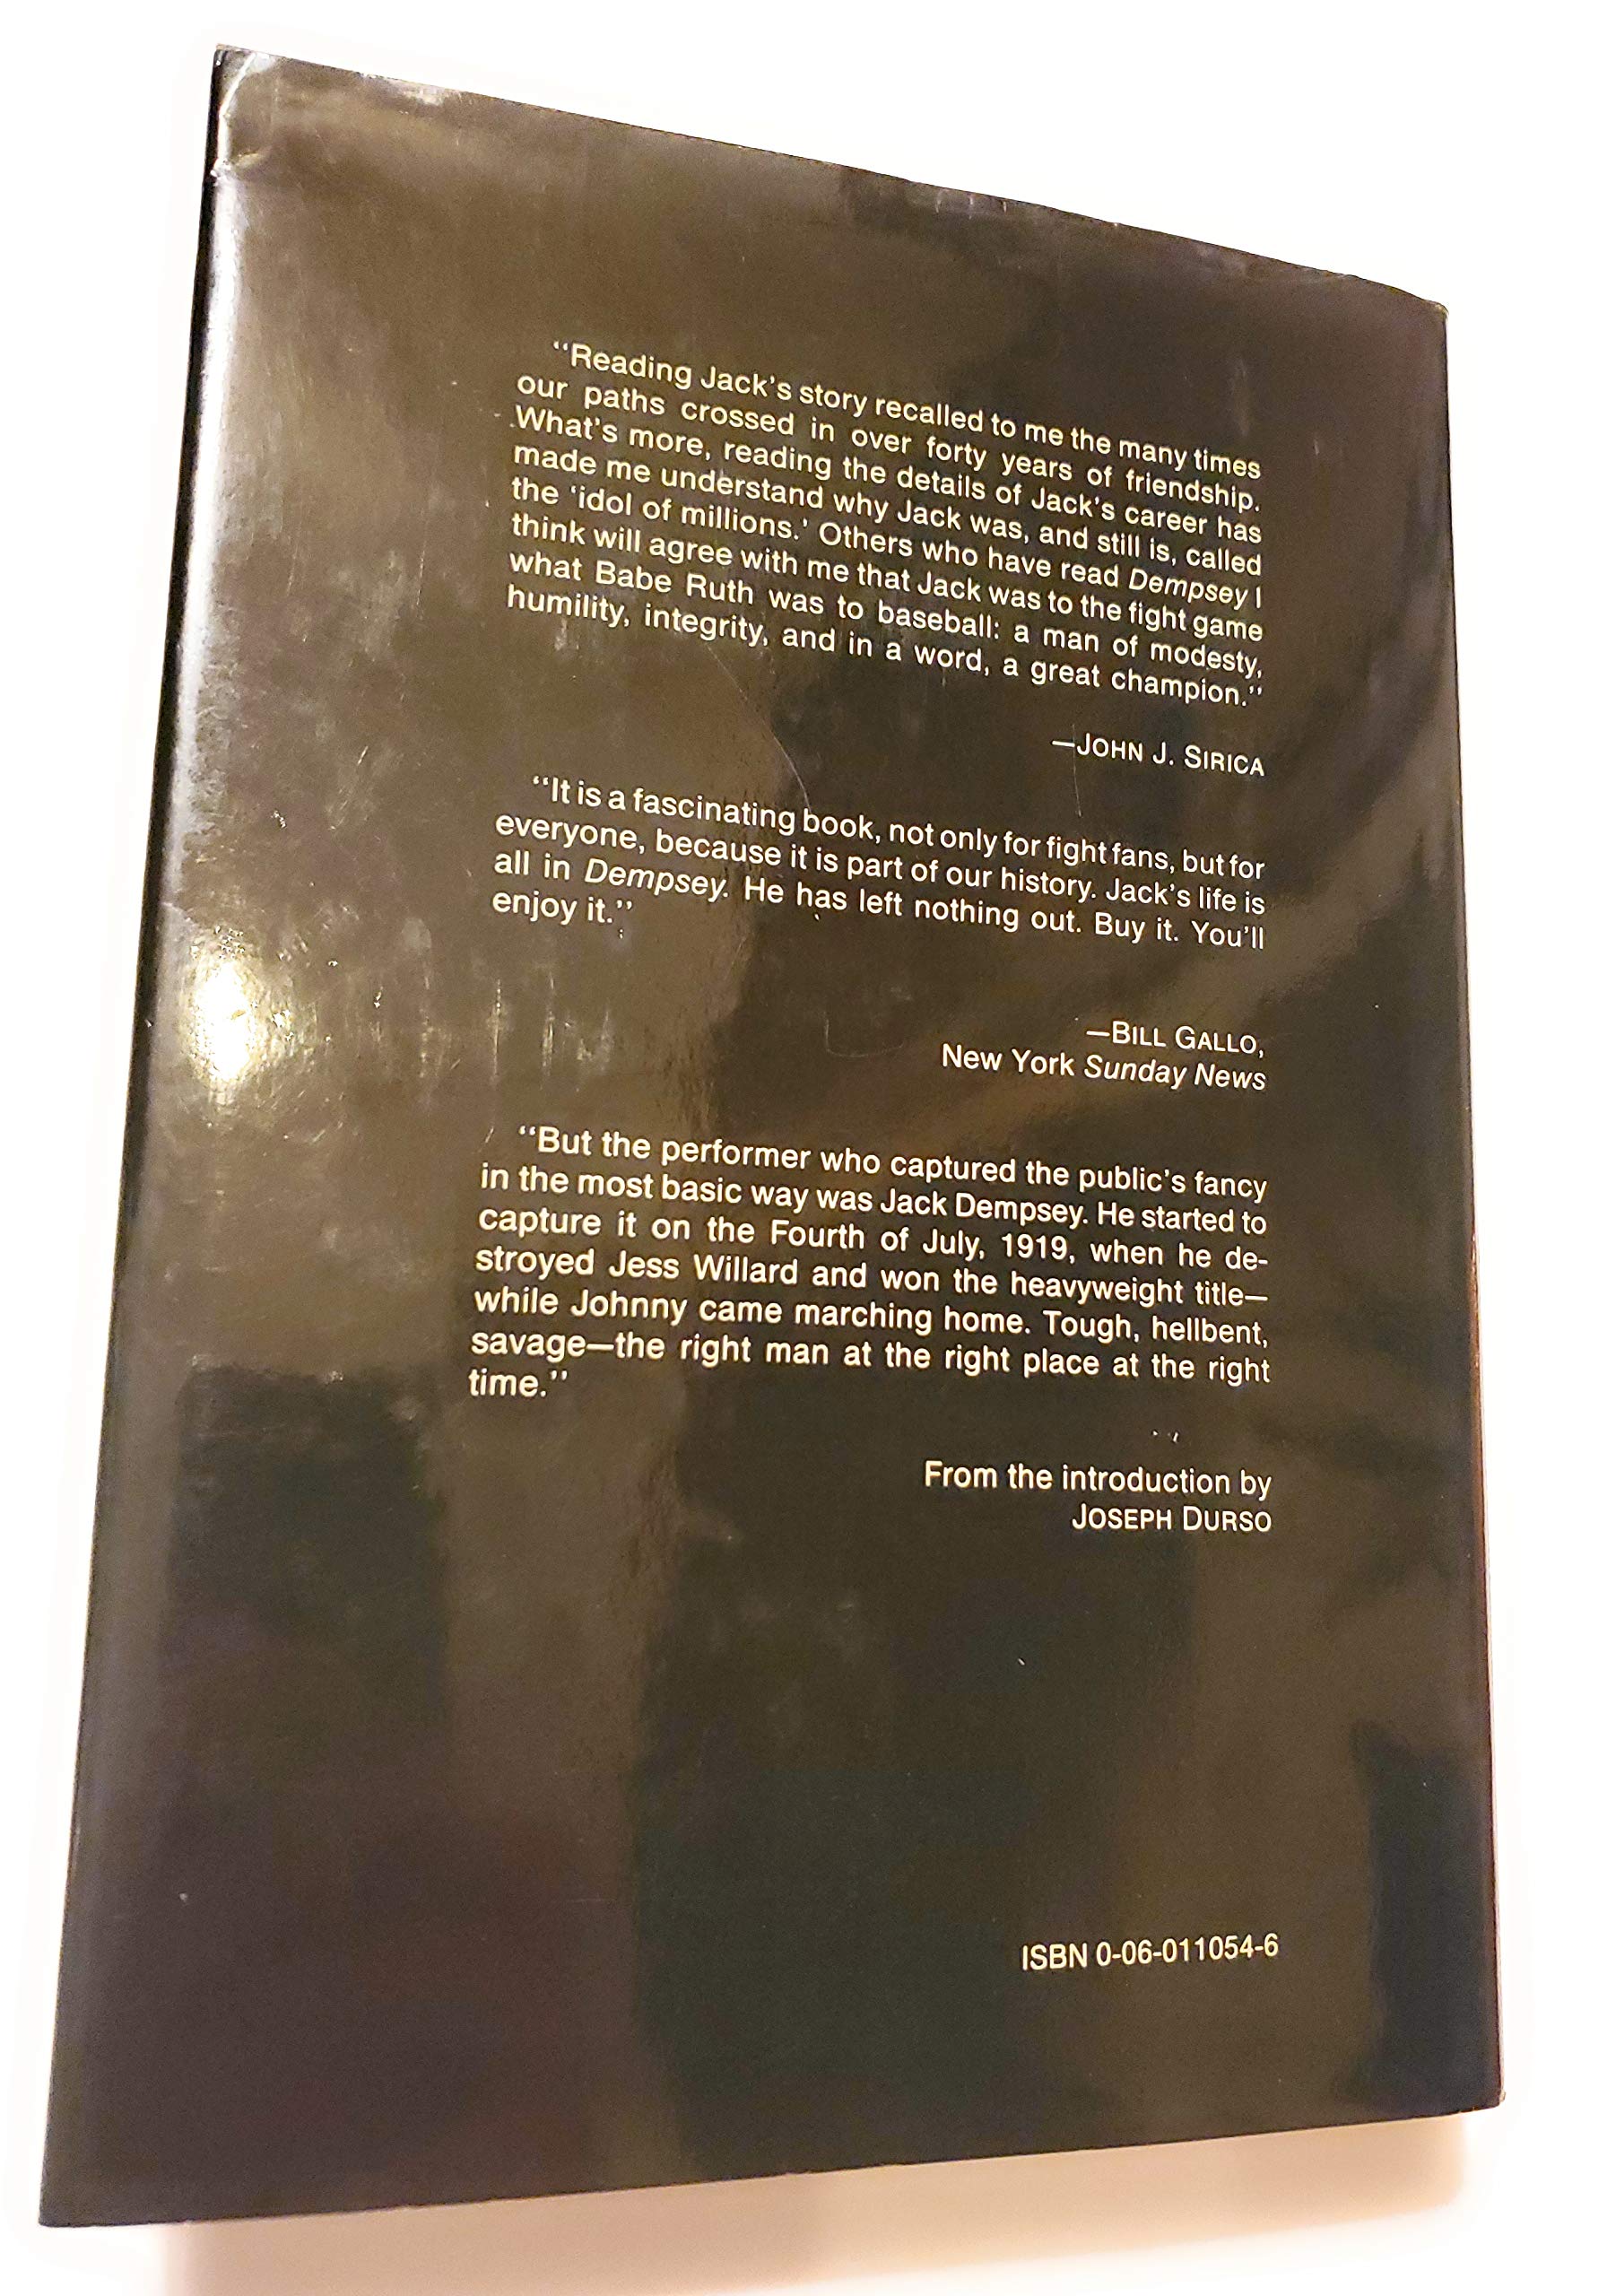 “Reading Jack’s story recalled to me the many times
our paths crossed in over forty years of friendship.
What’s more, reading the details of Jack’s career has
made me understand why Jack was, and still is, called
the ‘idol of millions.’ Others who have read Dempsey I
think will agree with me that Jack was to the fight game
what Babe Ruth was to baseball: a man of modesty,
humility, integrity, and in a word, a great champion.”
—JOHN J. SIRICA
“It is a fascinating book, not only for fight fans, but for
everyone, because it is part of our history. Jack’s life is
all in Dempsey. He has left nothing out. Buy it. You’ll
enjoy it.”
—BILL GALLO,
New York Sunday News
“But the performer who captured the public’s fancy
in the most basic way was Jack Dempsey. He started to
capture it on the Fourth of July, 1919, when he de-
stroyed Jess Willard and won the heavyweight title—
while Johnny came marching home. Tough, hellbent,
savage—the right man at the right place at the right
time.”
From the introduction by
JOSEPH DURSO
ISBN 0-06-011054-6